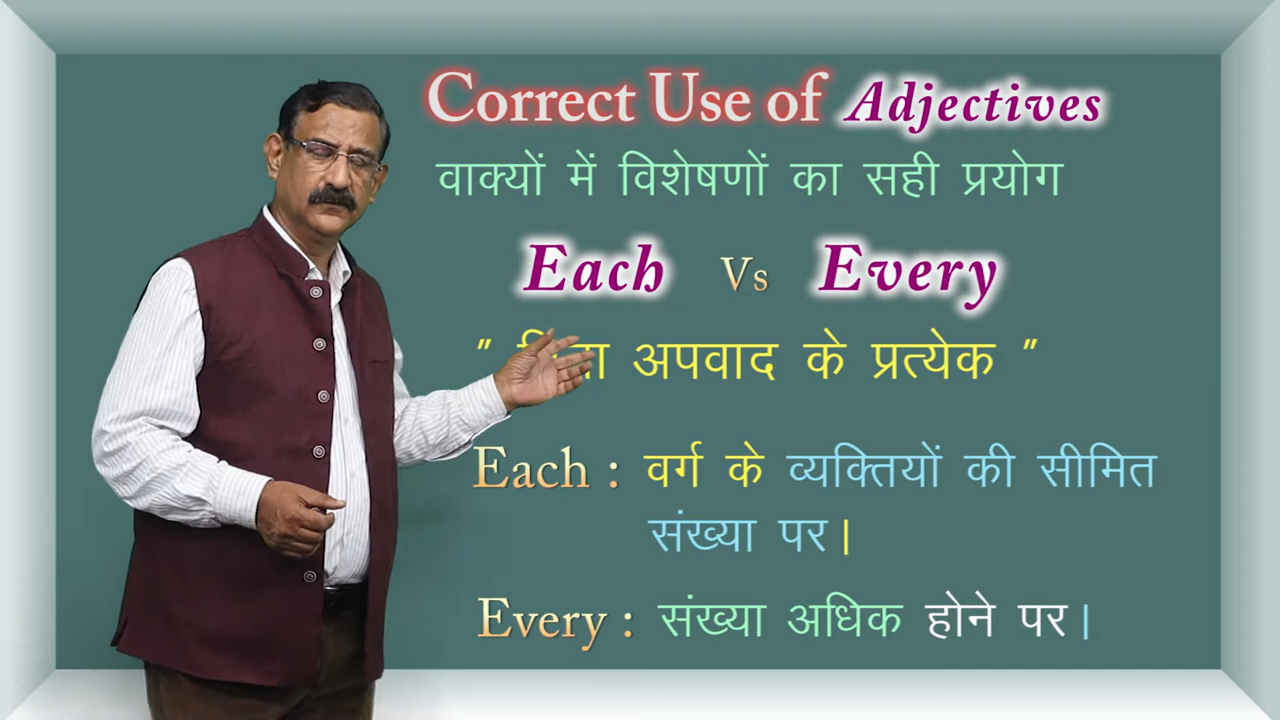 Correct Use of Adjectives
वाक्यों में विशेषणों का सही प्रयोग
Each Vs Every
" अपवाद के प्रत्येक "
Each : वर्ग के व्यक्तियों की सीमित
संख्या पर।
Every : संख्या अधिक होने पर।